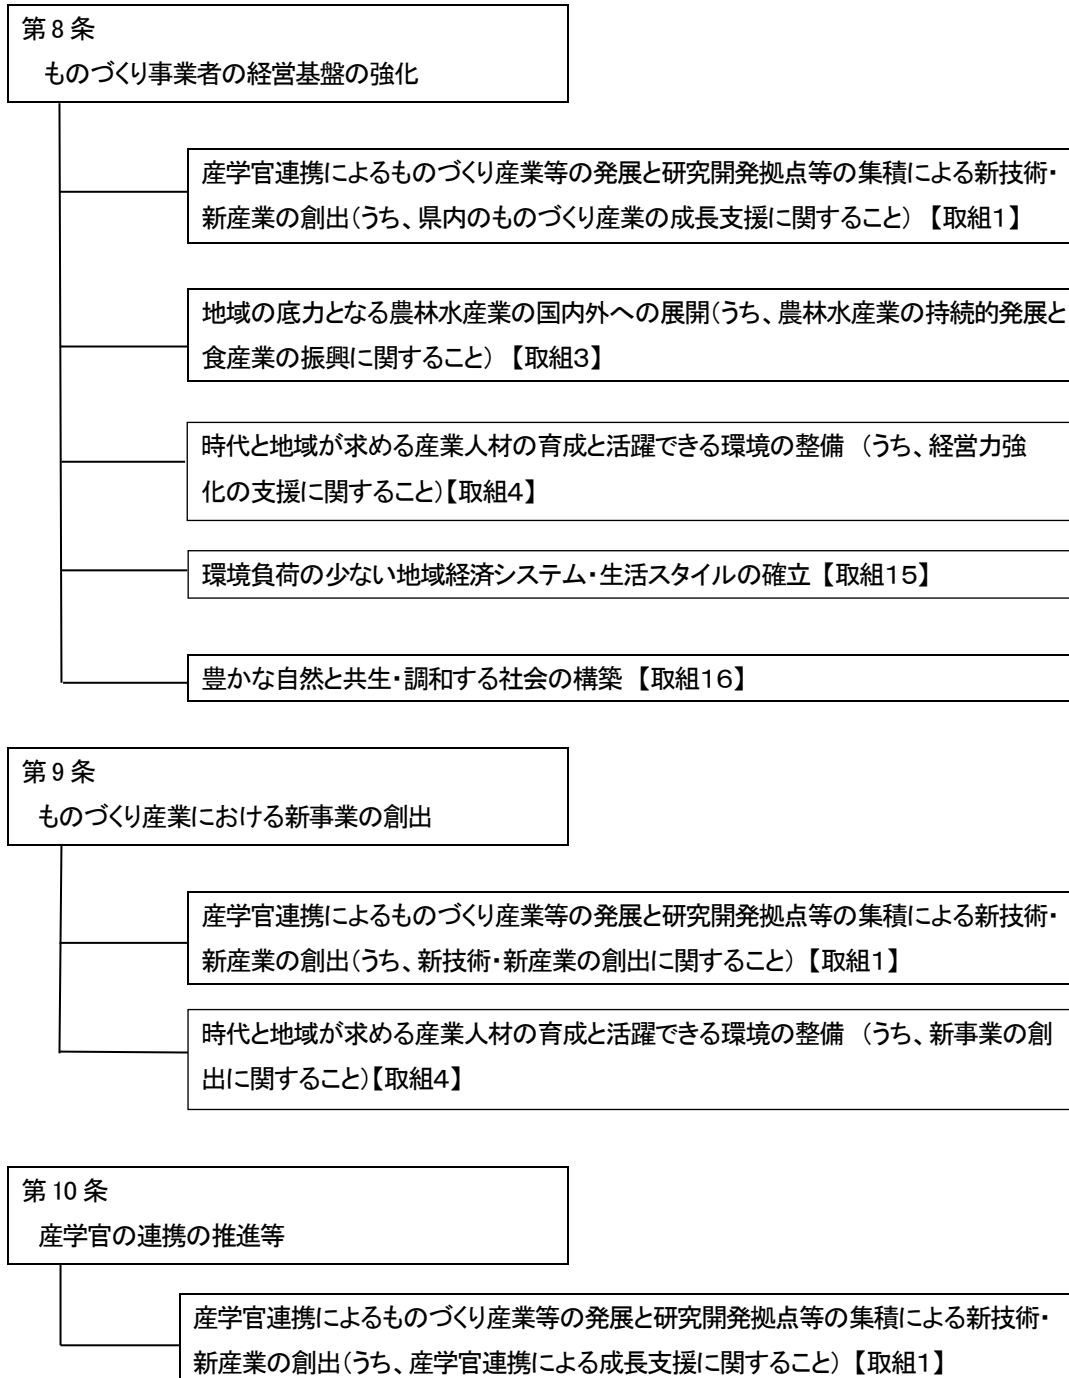 第8条
ものづくり事業者の経営基盤の強化
産学官連携によるものづくり産業等の発展と研究開発拠点等の集積による新技術・
新産業の創出(うち、県内のものづくり産業の成長支援に関すること) 【取組1】
地域の底力となる農林水産業の国内外への展開(うち、農林水産業の持続的発展と
食産業の振興に関すること) 【取組3】
時代と地域が求める産業人材の育成と活躍できる環境の整備 (うち、経営力強
化の支援に関すること)【取組4】
環境負荷の少ない地域経済システム・生活スタイルの確立 【取組15】
豊かな自然と共生・調和する社会の構築 【取組16】
第9条
ものづくり産業における新事業の創出
産学官連携によるものづくり産業等の発展と研究開発拠点等の集積による新技術・
新産業の創出(うち、新技術・新産業の創出に関すること) 【取組1】
時代と地域が求める産業人材の育成と活躍できる環境の整備 (うち、新事業の創
出に関すること)【取組4】
第10条
産学官の連携の推進等
産学官連携によるものづくり産業等の発展と研究開発拠点等の集積による新技術・
新産業の創出(うち、産学官連携による成長支援に関すること) 【取組1】